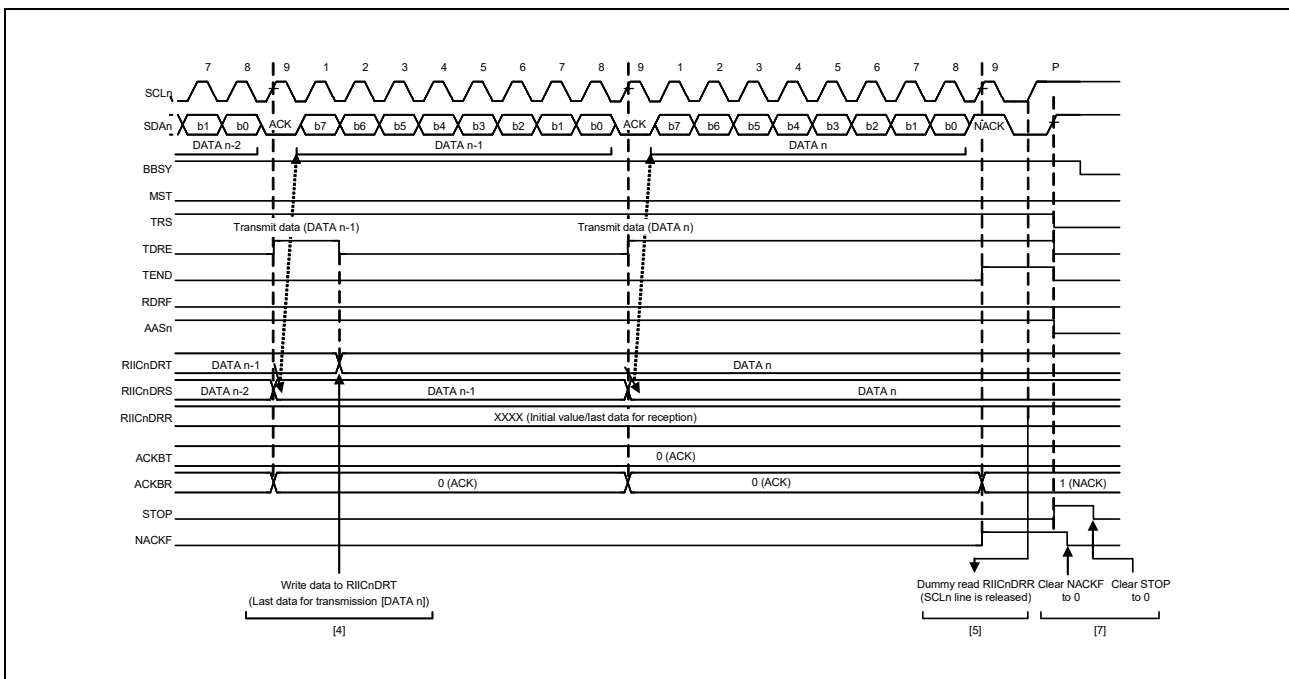 7 8 9 1 2 3 4 5 6 7 8 9 1 2 3 4 5 6 7 8 9 P
SCLn
SDAn b1 b0 ACK b7 b6 b5 b4 b3 b2 b1 b0 ACK b7 b6 b5 b4 b3 b2 b1 b0 NACK
DATA n-2 DATA n-1 DATA n
BBSY
MST
TRS
Transmit data (DATA n-1) Transmit data (DATA n)
TDRE
TEND
RDRF
AASn
RIICnDRT DATA n-1 DATA n
RIICnDRS DATA n-2 DATA n-1 DATA n
RIICnDRR XXXX (Initial value/last data for reception)
ACKBT 0 (ACK)
ACKBR 0 (ACK) 0 (ACK) 1 (NACK)
STOP
NACKF
Write data to RIICnDRT
(Last data for transmission [DATA n])
[4]
Dummy read RIICnDRR
(SCLn line is released)
[5]
Clear NACKF
to 0
Clear STOP
to 0
[7]